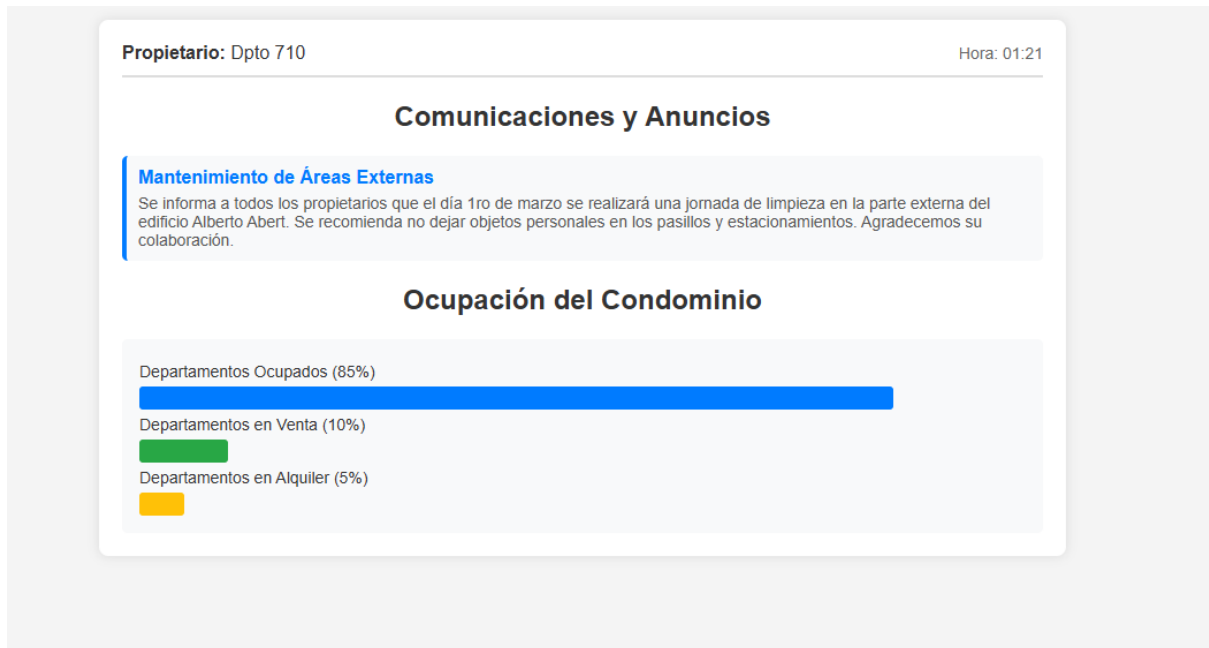 Propietario: Dpto 710
Hora: 01:21
Comunicaciones y Anuncios
Mantenimiento de Áreas Externas
Se informa a todos los propietarios que el día 1ro de marzo se realizará una jornada de limpieza en la parte externa del
edificio Alberto Abert. Se recomienda no dejar objetos personales en los pasillos y estacionamientos. Agradecemos su
colaboración.
Ocupación del Condominio
Departamentos Ocupados (85%)
Departamentos en Venta (10%)
Departamentos en Alquiler (5%)